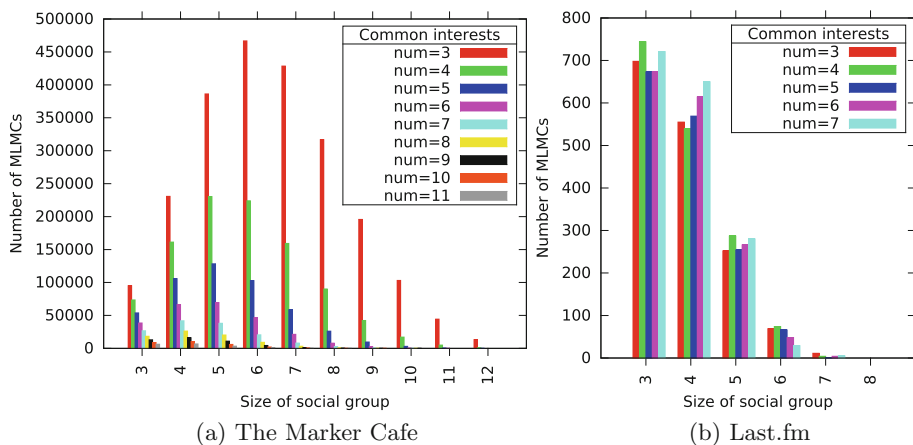 Number of MLMCs
500000
450000
400000
350000
300000
250000
200000
150000
100000
50000
0
Common interests
num=3
num=4
num=5
num=6
num=7
num=8
num=9
num=10
num=11
3 4 5 6 7 8 9 10 11 12
Size of social group
(a) The Marker Cafe
Number of MLMCs
800
700
600
500
400
300
200
100
0
Common interests
num=3
num=4
num=5
num=6
num=7
3 4 5 6 7 8
Size of social group
(b) Last.fm